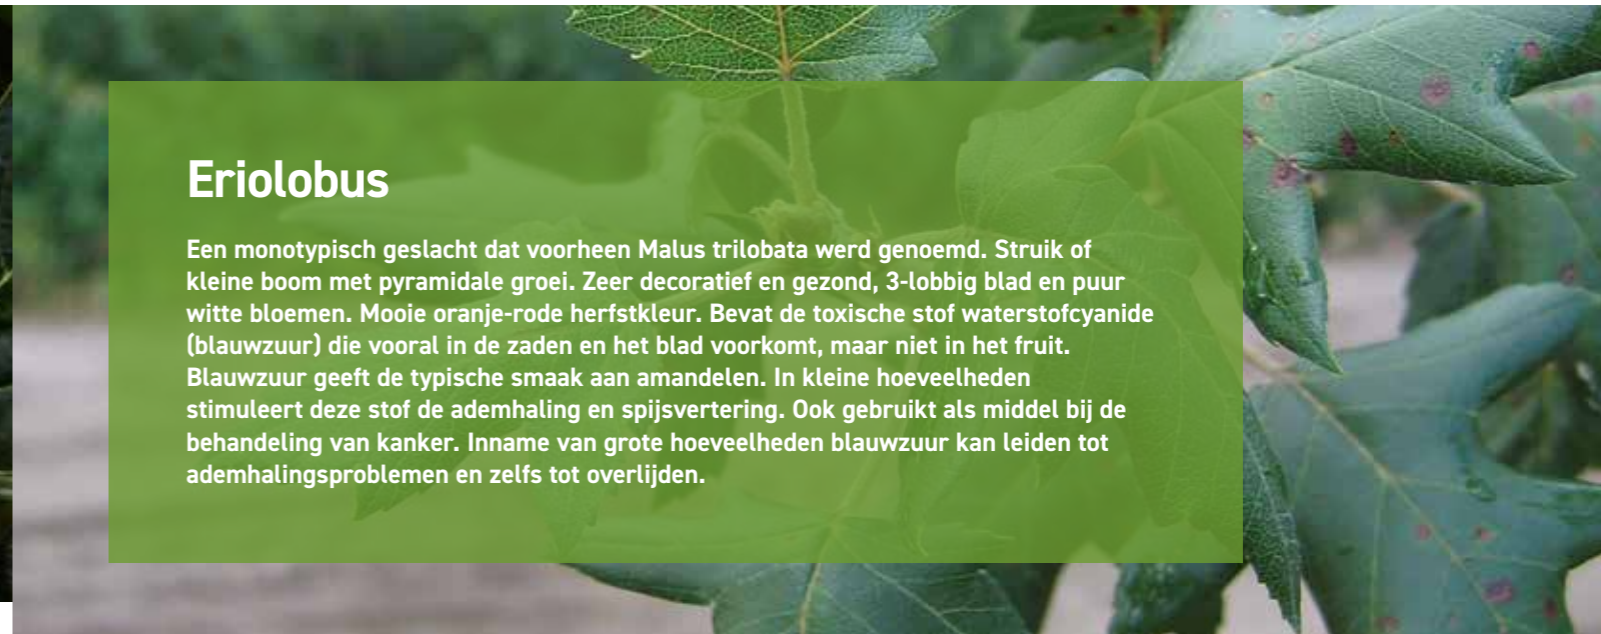 Eriolobus
Een monotypisch geslacht dat voorheen Malus trilobata werd genoemd. Struik of
kleine boom met pyramidale groei. Zeer decoratief en gezond, 3-lobbig blad en puur
witte bloemen. Mooie oranje-rode herfstkleur. Bevat de toxische stof waterstofcyanide
(blauwzuur) die vooral in de zaden en het blad voorkomt, maar niet in het fruit.
Blauwzuur geeft de typische smaak aan amandelen. In kleine hoeveelheden
stimuleert deze stof de ademhaling en spijsvertering. Ook gebruikt als middel bij de
behandeling van kanker. Inname van grote hoeveelheden blauwzuur kan leiden tot
ademhalingsproblemen en zelfs tot overlijden.